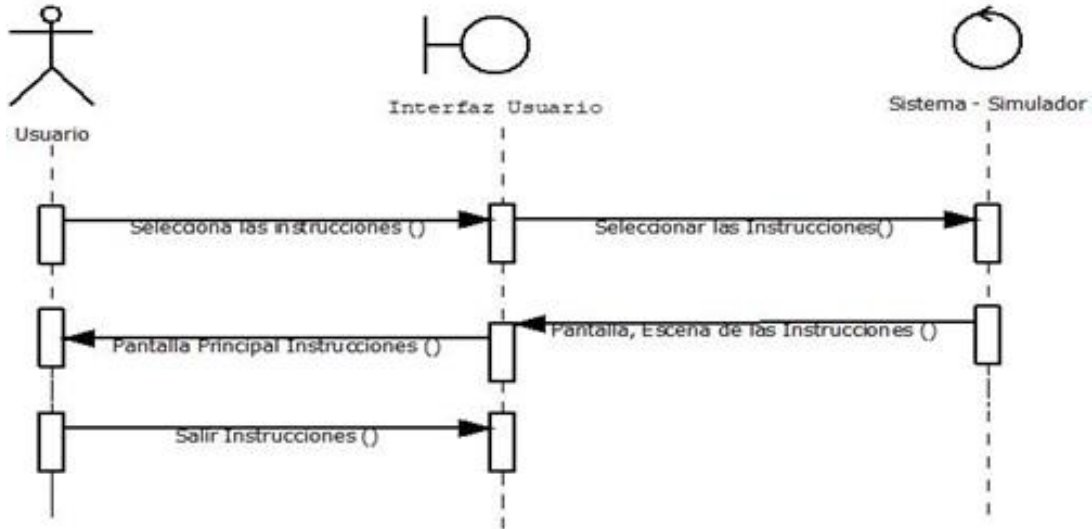 Usuario
Interfaz Usuario
Sistema - Simulador
Selecciona las instrucciones ()
Seleccionar las Instrucciones()
Pantalla, Escena de las Instrucciones ()
Pantalla Principal Instrucciones ()
Salir Instrucciones ()